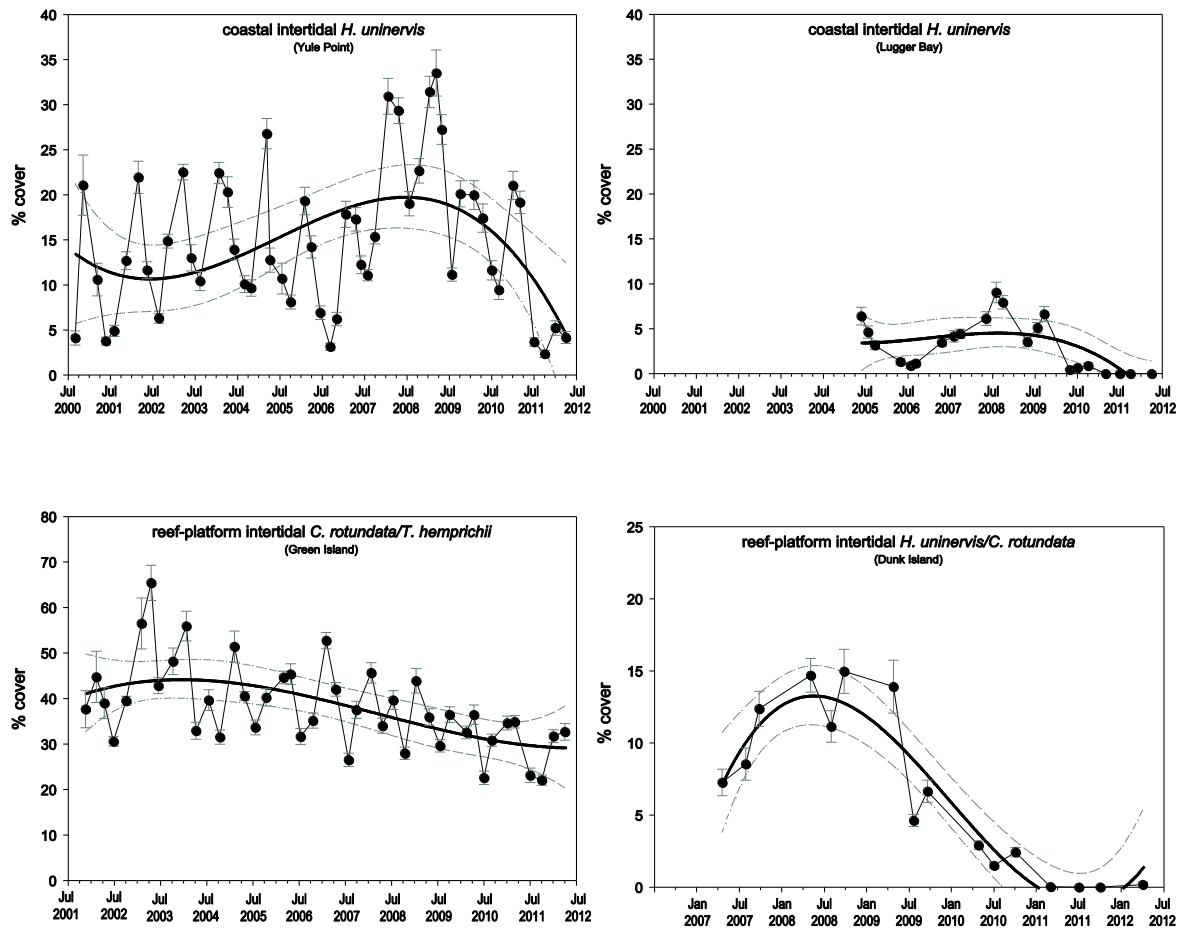 coastal intertidal H. uninervis
(Yule Point)
% cover
40
35
30
25
20
15
10
5
0
Jul Jul Jul Jul Jul Jul Jul Jul Jul Jul Jul Jul Jul
2000 2001 2002 2003 2004 2005 2006 2007 2008 2009 2010 2011 2012
coastal intertidal H. uninervis
(Lugger Bay)
% cover
40
35
30
25
20
15
10
5
0
Jul Jul Jul Jul Jul Jul Jul Jul Jul Jul Jul Jul Jul
2000 2001 2002 2003 2004 2005 2006 2007 2008 2009 2010 2011 2012
reef-platform intertidal C. rotundata/T. hemprichii
(Green Island)
% cover
80
70
60
50
40
30
20
10
0
Jul Jul Jul Jul Jul Jul Jul Jul Jul Jul Jul Jul
2001 2002 2003 2004 2005 2006 2007 2008 2009 2010 2011 2012
reef-platform intertidal H. uninervis/C. rotundata
(Dunk Island)
% cover
25
20
15
10
5
0
Jan Jul Jan Jul Jan Jul Jan Jul Jan Jul Jan Jul
2007 2007 2008 2008 2009 2009 2010 2010 2011 2011 2012 2012